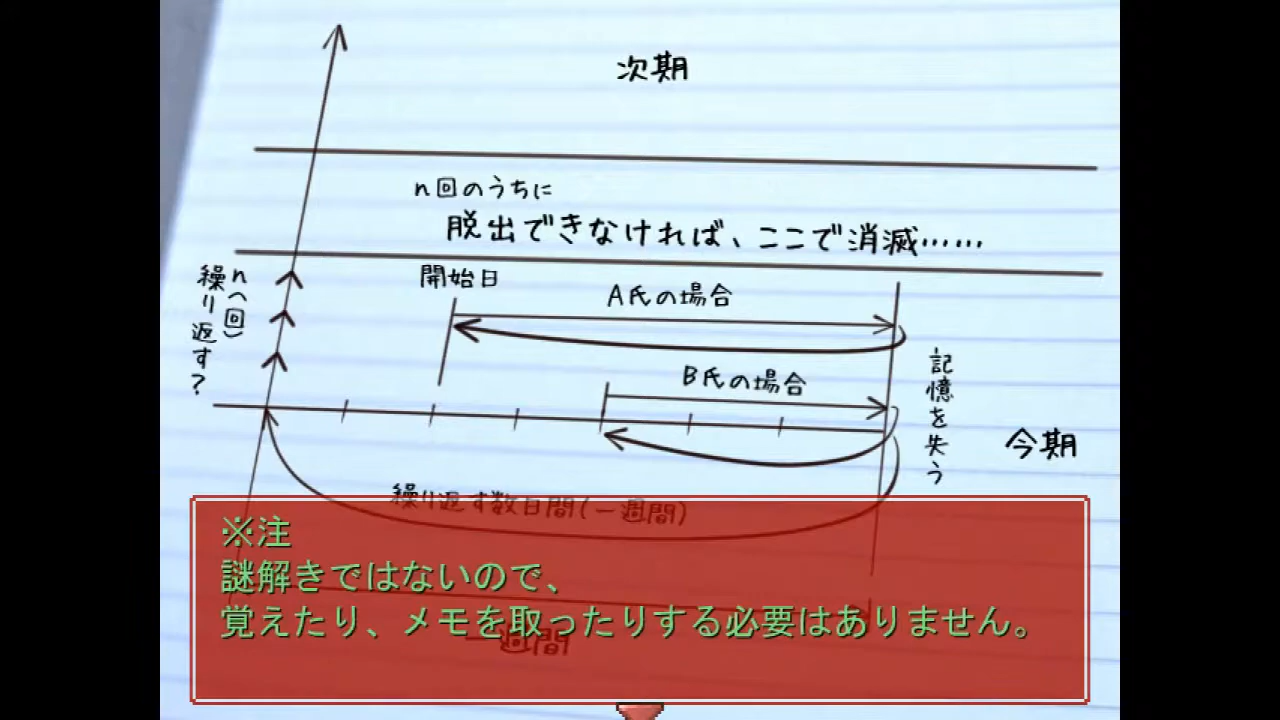 次期
n回のうちに
脱出できなければ、ここで消滅……
開始日
A氏の場合
n(回)
繰り返す?
B氏の場合
記憶を失う
今期
繰り返す数日間(一週間)
※注
謎解きではないので、
覚えたり、メモを取ったりする必要はありません。
一週間